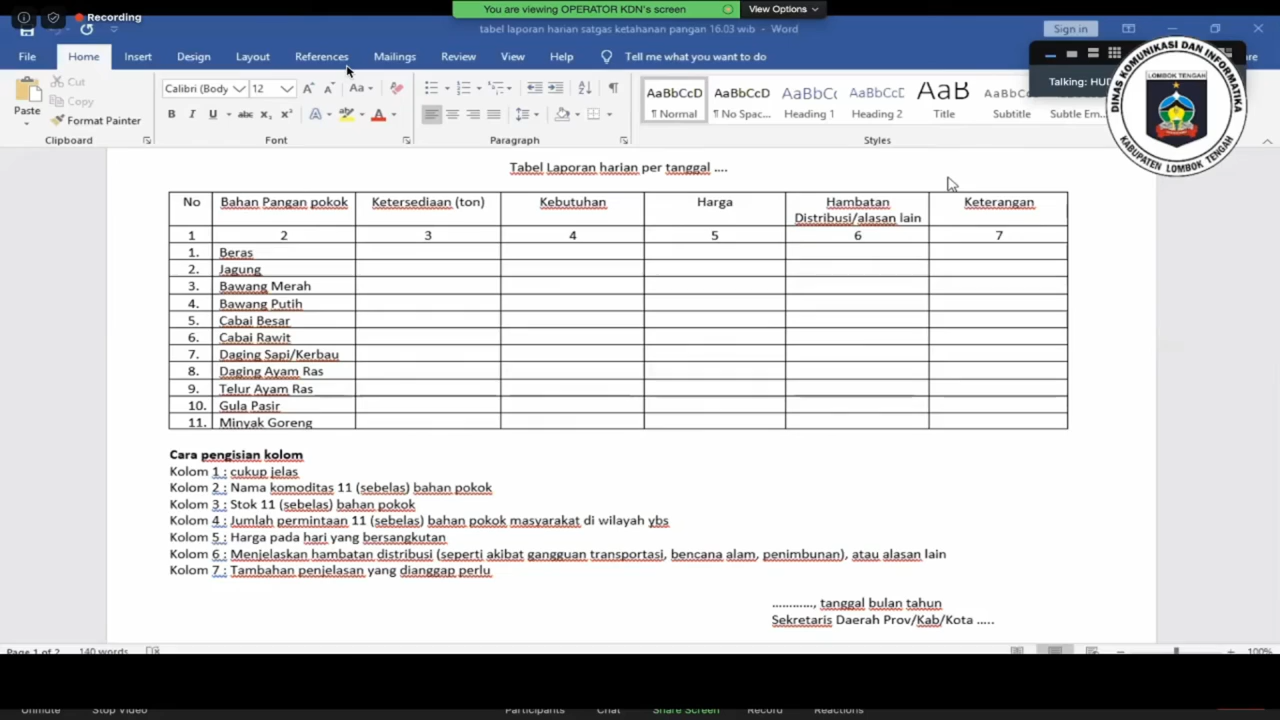 Recording
You are viewing OPERATOR KDN's screen
View Options
tabel laporan harian satgas ketahanan pangan 16.03 wib - Word
Sign in
File
Home
Insert
Design
Layout
References
Mailings
Review
View
Help
Tell me what you want to do
Talking: HU
Paste
Cut
Copy
Format Painter
Clipboard
Calibri (Body
12
Font
Paragraph
AaBbCcD
Normal
AaBbCcD
No Spac...
AaBbCc
Heading 1
AaBbCcD
Heading 2
AaB
Title
AaBbCcD
Subtitle
Subtle Em...
Styles
DINAS KOMUNIKASI DAN INFORMATIKA
LOMBOK TENGAH
KABUPATEN LOMBOK TENGAH
Tabel Laporan harian per tanggal ....
No Bahan Pangan pokok Ketersediaan (ton) Kebutuhan Harga Hambatan Distribusi/alasan lain Keterangan
1 2 3 4 5 6 7
1. Beras
2. Jagung
3. Bawang Merah
4. Bawang Putih
5. Cabai Besar
6. Cabai Rawit
7. Daging Sapi/Kerbau
8. Daging Ayam Ras
9. Telur Ayam Ras
10. Gula Pasir
11. Minyak Goreng
Cara pengisian kolom
Kolom 1 : cukup jelas
Kolom 2 : Nama komoditas 11 (sebelas) bahan pokok
Kolom 3 : Stok 11 (sebelas) bahan pokok
Kolom 4 : Jumlah permintaan 11 (sebelas) bahan pokok masyarakat di wilayah ybs
Kolom 5 : Harga pada hari yang bersangkutan
Kolom 6 : Menjelaskan hambatan distribusi (seperti akibat gangguan transportasi, bencana alam, penimbunan), atau alasan lain
Kolom 7 : Tambahan penjelasan yang dianggap perlu
............, tanggal bulan tahun
Sekretaris Daerah Prov/Kab/Kota .....
Page 1 of 2
140 words
100%
Unmute
Stop Video
Participants
Chat
Share Screen
Record
Reactions